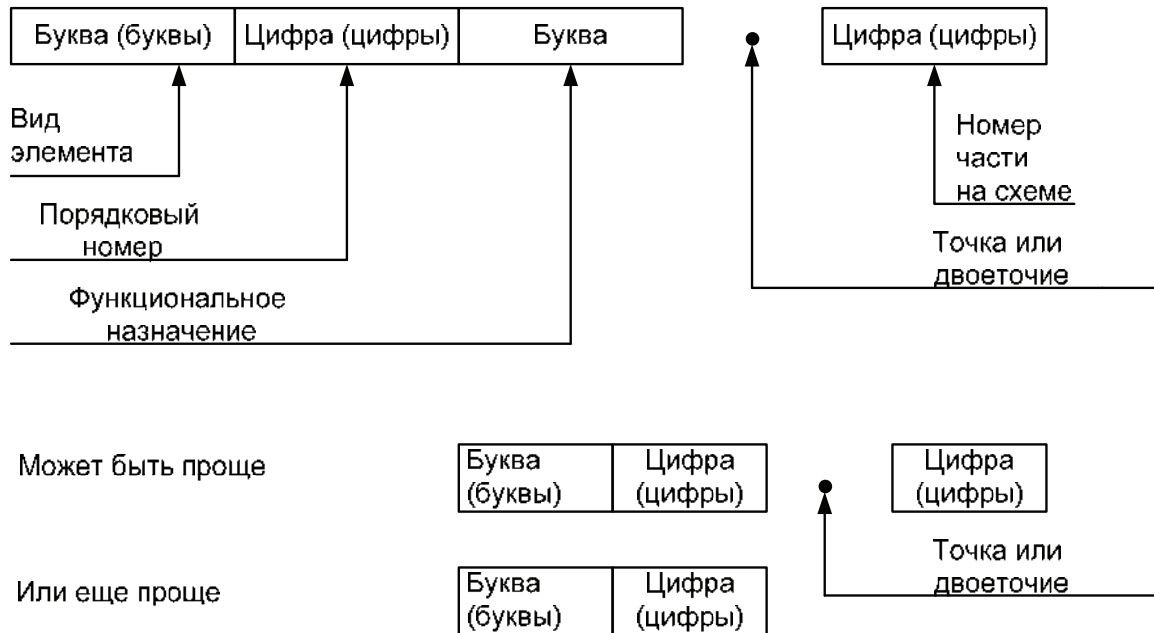 Буква (буквы) Цифра (цифры) Буква Цифра (цифры)
Вид
элемента
Номер
части
на схеме
Порядковый
номер
Точка или
двоеточие
Функциональное
назначение
Может быть проще
Буква
(буквы)
Цифра
(цифры)
Цифра
(цифры)
Точка или
двоеточие
Или еще проще
Буква
(буквы)
Цифра
(цифры)